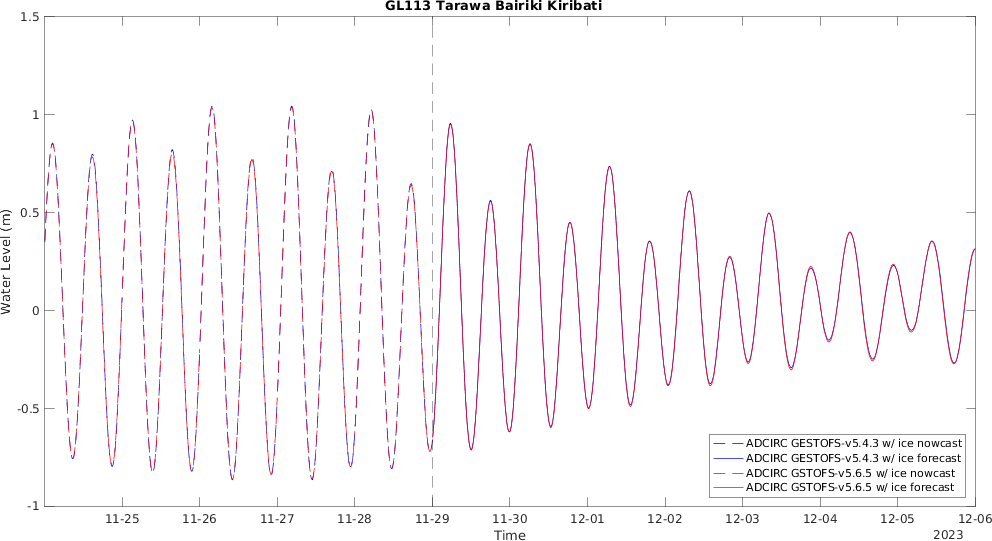 GL113 Tarawa Bairiki Kiribati
1.5
1
0.5
0
-0.5
-1
Water Level (m)
ADCIRC GESTOFS-v5.4.3 w/ ice nowcast
ADCIRC GESTOFS-v5.4.3 w/ ice forecast
ADCIRC GSTOFS-v5.6.5 w/ ice nowcast
ADCIRC GSTOFS-v5.6.5 w/ ice forecast
11-25 11-26 11-27 11-28 11-29 11-30 12-01 12-02 12-03 12-04 12-05 12-06
Time
2023